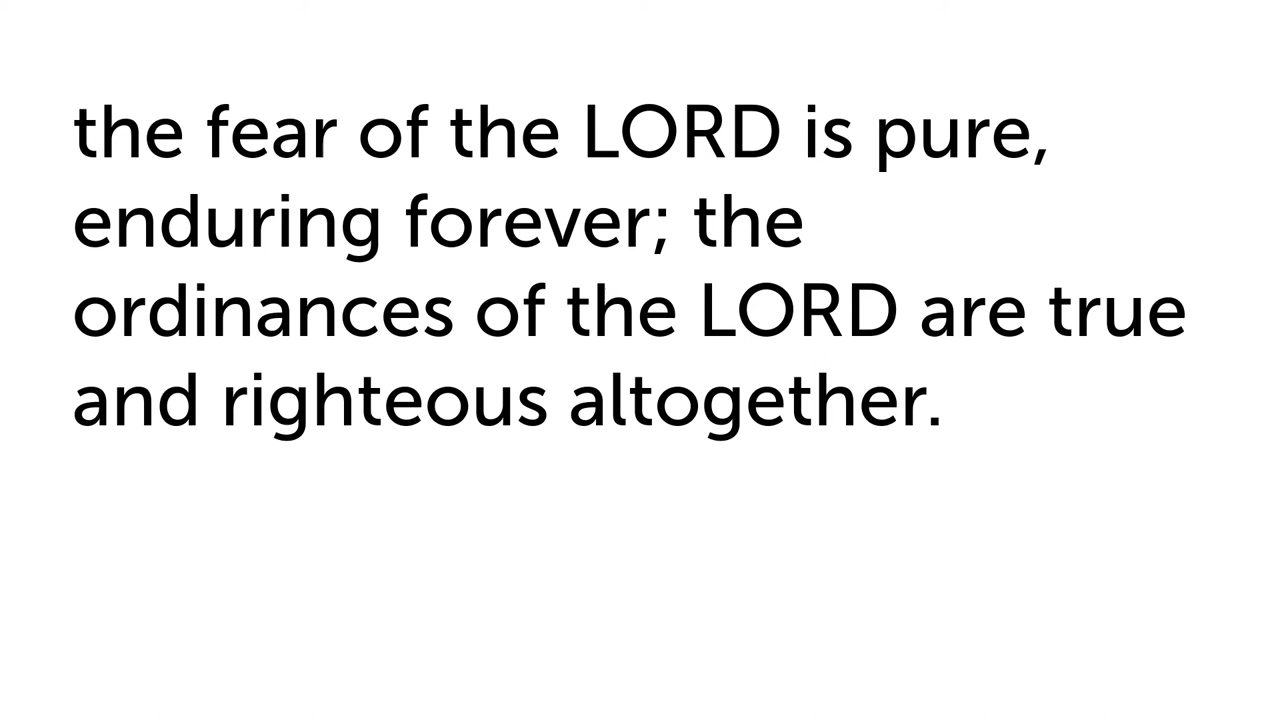 the fear of the LORD is pure,
enduring forever; the
ordinances of the LORD are true
and righteous altogether.